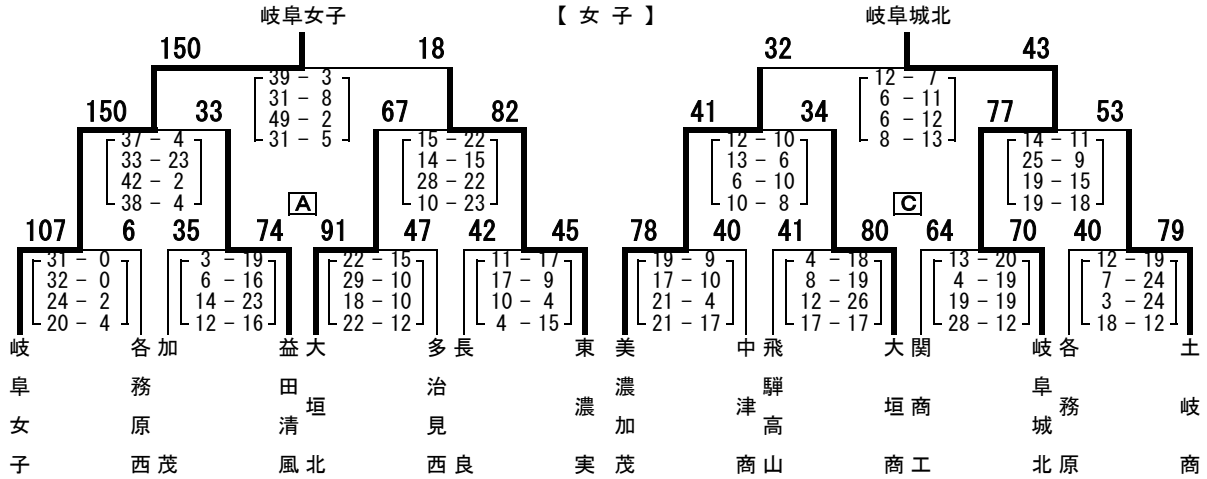 岐阜女子 【 女 子 】 岐阜城北
150 18 32 43
39 - 3 12 - 7
31 - 8 6 - 11
49 - 2 6 - 12
31 - 5 8 - 13
150 33 67 82 41 34 77 53
37 - 4 15 - 22 12 - 10 14 - 11
33 - 23 14 - 15 13 - 6 25 - 9
42 - 2 28 - 22 6 - 10 19 - 15
38 - 4 10 - 23 10 - 8 19 - 18
A C
107 6 35 74 91 47 42 45 78 40 41 80 64 70 40 79
31 - 0 3 - 19 22 - 15 11 - 17 19 - 9 4 - 18 13 - 20 12 - 19
32 - 0 6 - 16 29 - 10 17 - 9 17 - 10 8 - 19 4 - 19 7 - 24
24 - 2 14 - 23 18 - 10 10 - 4 21 - 4 12 - 26 19 - 19 3 - 24
20 - 4 12 - 16 22 - 12 4 - 15 21 - 17 17 - 17 28 - 12 18 - 12
岐阜女子
各務原西
加茂
益田清風
大垣北
多治見西
長良
東濃実
美濃加茂
中津商
飛騨高山
大垣商
関商工
岐阜城北
各務原
土岐商